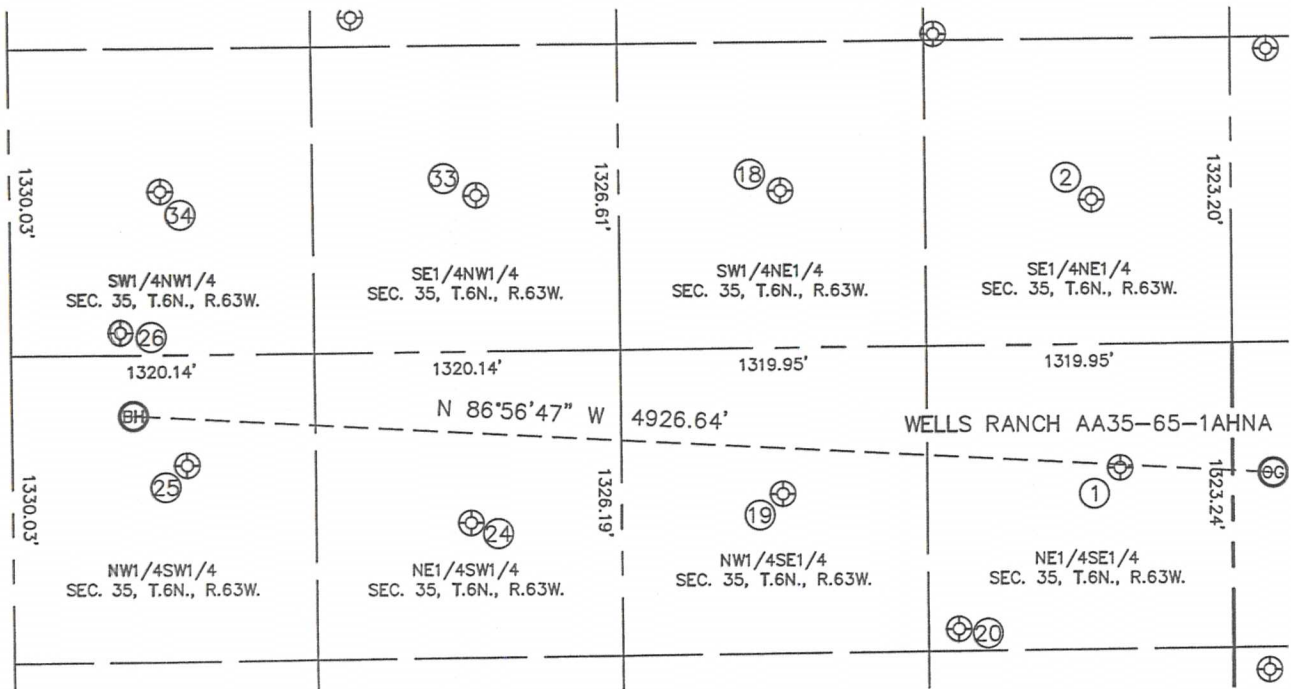 1330.03'
34
SW1/4NW1/4
SEC. 35, T.6N., R.63W.
26
33
SE1/4NW1/4
SEC. 35, T.6N., R.63W.
1326.61'
18
SW1/4NE1/4
SEC. 35, T.6N., R.63W.
2
SE1/4NE1/4
SEC. 35, T.6N., R.63W.
1323.20'
1320.14'
1320.14'
1319.95'
1319.95'
BH
N 86°56'47" W 4926.64'
WELLS RANCH AA35-65-1AHNA
1330.03'
25
NW1/4SW1/4
SEC. 35, T.6N., R.63W.
24
NE1/4SW1/4
SEC. 35, T.6N., R.63W.
1326.19'
19
NW1/4SE1/4
SEC. 35, T.6N., R.63W.
1
NE1/4SE1/4
SEC. 35, T.6N., R.63W.
1323.24'
20